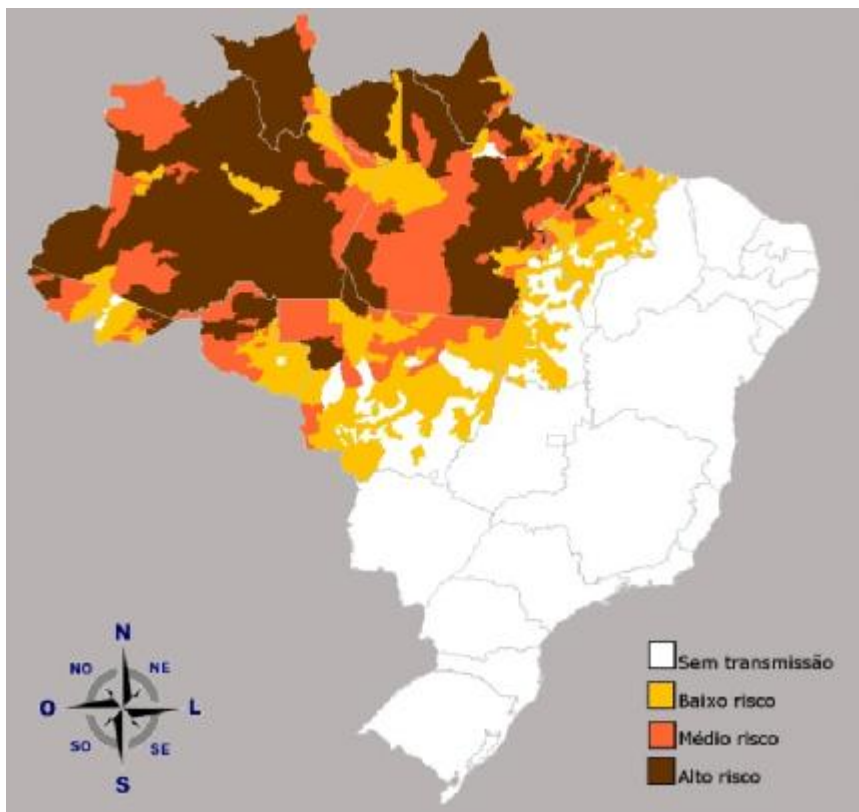 N
NO
NE
O
L
SO
SE
S
Sem transmissão
Baixo risco
Médio risco
Alto risco